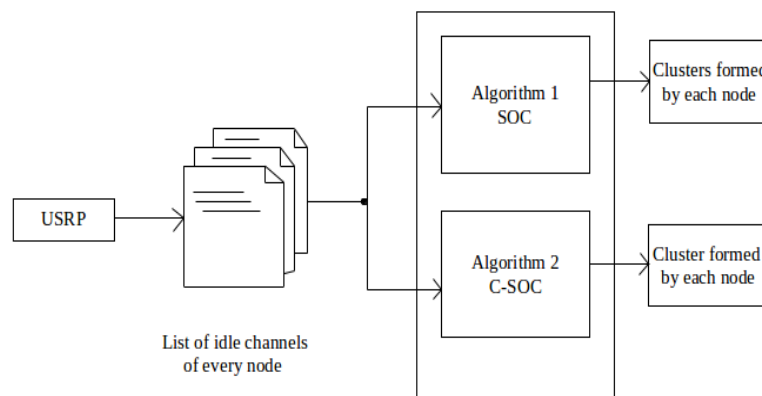 USRP
List of idle channels
of every node
Algorithm 1
SOC
Clusters formed
by each node
Algorithm 2
C-SOC
Cluster formed
by each node